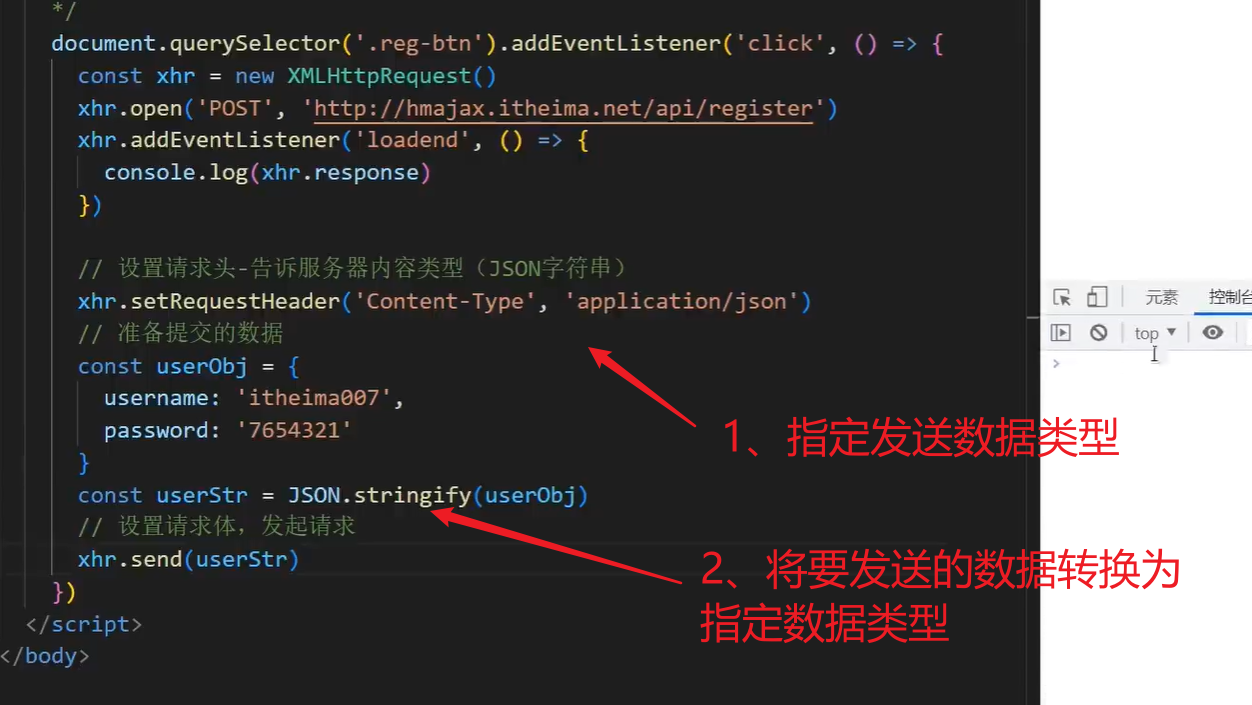 */
document.querySelector('.reg-btn').addEventListener('click', () => {
const xhr = new XMLHttpRequest()
xhr.open('POST', 'http://hmajax.itheima.net/api/register')
xhr.addEventListener('loadend', () => {
console.log(xhr.response)
})
// 设置请求头-告诉服务器内容类型（JSON字符串）
xhr.setRequestHeader('Content-Type', 'application/json')
// 准备提交的数据
const userObj = {
username: 'itheima007',
password: '7654321'
}
const userStr = JSON.stringify(userObj)
// 设置请求体，发起请求
xhr.send(userStr)
})
</script>
</body>
1、指定发送数据类型
2、将要发送的数据转换为
指定数据类型
元素 控制台
top